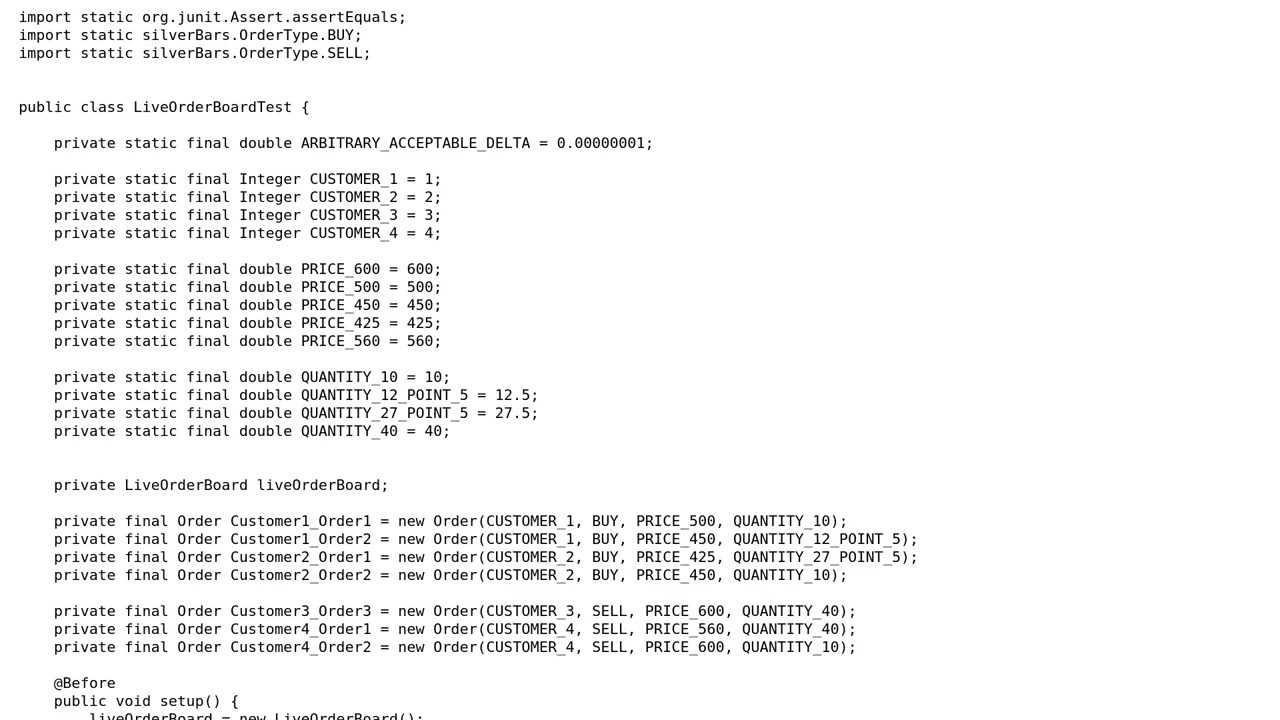 import static org.junit.Assert.assertEquals;
import static silverBars.OrderType.BUY;
import static silverBars.OrderType.SELL;
public class LiveOrderBoardTest {
private static final double ARBITRARY_ACCEPTABLE_DELTA = 0.00000001;
private static final Integer CUSTOMER_1 = 1;
private static final Integer CUSTOMER_2 = 2;
private static final Integer CUSTOMER_3 = 3;
private static final Integer CUSTOMER_4 = 4;
private static final double PRICE_600 = 600;
private static final double PRICE_500 = 500;
private static final double PRICE_450 = 450;
private static final double PRICE_425 = 425;
private static final double PRICE_560 = 560;
private static final double QUANTITY_10 = 10;
private static final double QUANTITY_12_POINT_5 = 12.5;
private static final double QUANTITY_27_POINT_5 = 27.5;
private static final double QUANTITY_40 = 40;
private LiveOrderBoard liveOrderBoard;
private final Order Customer1_Order1 = new Order(CUSTOMER_1, BUY, PRICE_500, QUANTITY_10);
private final Order Customer1_Order2 = new Order(CUSTOMER_1, BUY, PRICE_450, QUANTITY_12_POINT_5);
private final Order Customer2_Order1 = new Order(CUSTOMER_2, BUY, PRICE_425, QUANTITY_27_POINT_5);
private final Order Customer2_Order2 = new Order(CUSTOMER_2, BUY, PRICE_450, QUANTITY_10);
private final Order Customer3_Order3 = new Order(CUSTOMER_3, SELL, PRICE_600, QUANTITY_40);
private final Order Customer4_Order1 = new Order(CUSTOMER_4, SELL, PRICE_560, QUANTITY_40);
private final Order Customer4_Order2 = new Order(CUSTOMER_4, SELL, PRICE_600, QUANTITY_10);
@Before
public void setup() {
liveOrderBoard = new LiveOrderBoard();